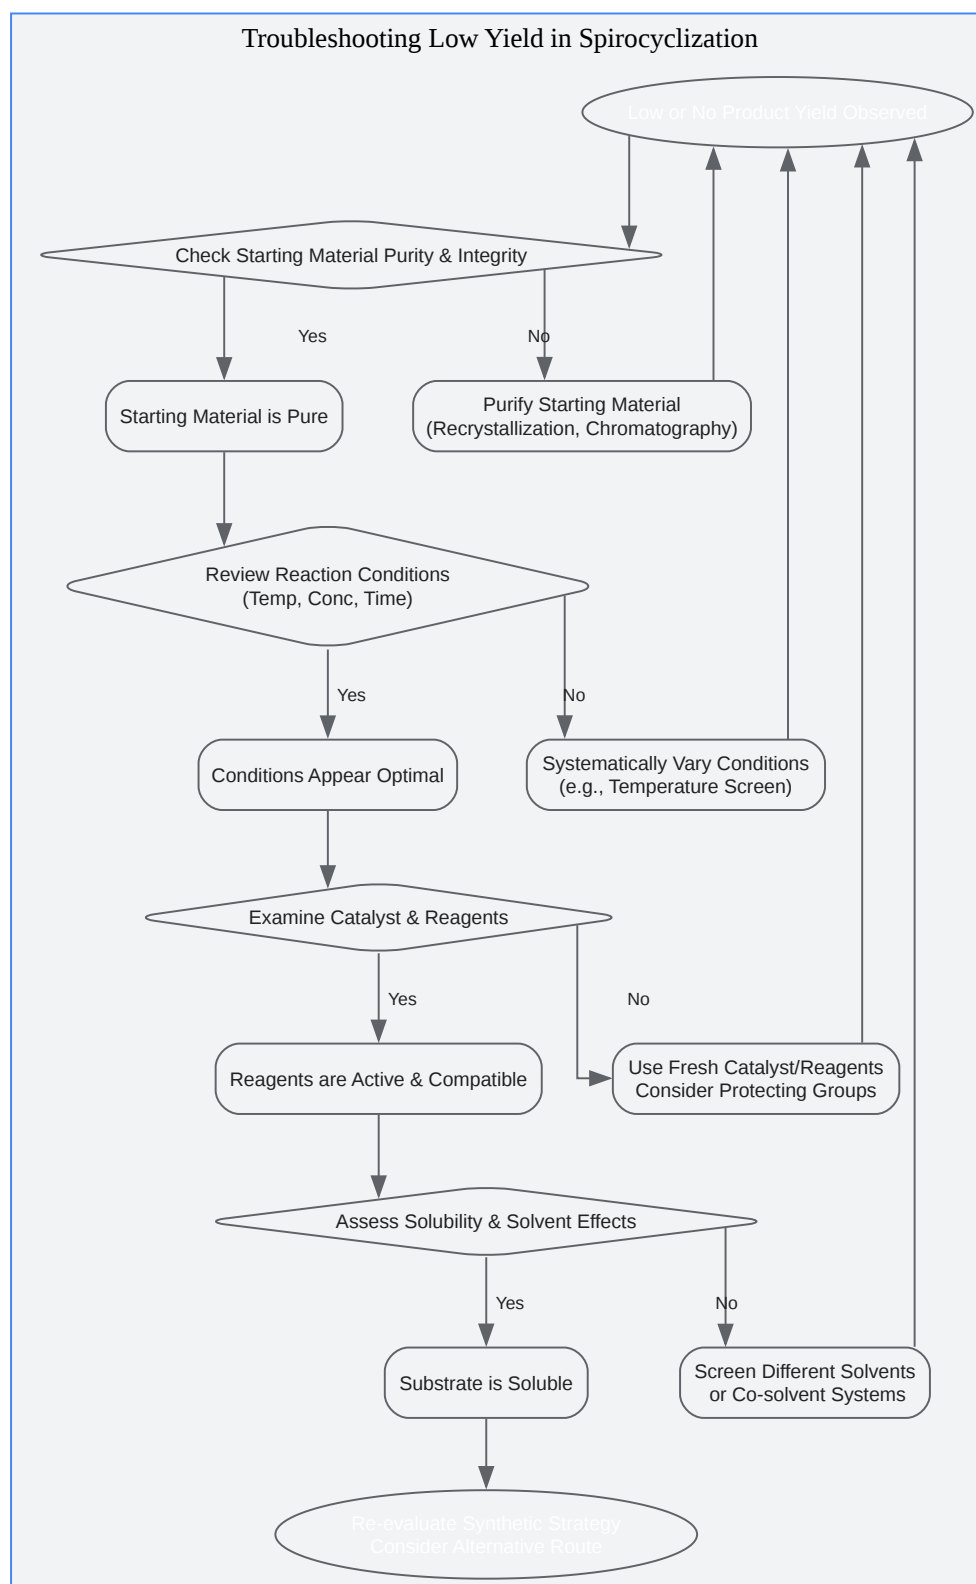 Troubleshooting Low Yield in Spirocyclization
Low or No Product Yield Observed
Check Starting Material Purity & Integrity
Yes
No
Starting Material is Pure
Purify Starting Material
(Recrystallization, Chromatography)
Review Reaction Conditions
(Temp, Conc, Time)
Yes
No
Conditions Appear Optimal
Systematically Vary Conditions
(e.g., Temperature Screen)
Examine Catalyst & Reagents
Yes
No
Reagents are Active & Compatible
Use Fresh Catalyst/Reagents
Consider Protecting Groups
Assess Solubility & Solvent Effects
Yes
No
Substrate is Soluble
Screen Different Solvents
or Co-solvent Systems
Re-evaluate Synthetic Strategy
Consider Alternative Route